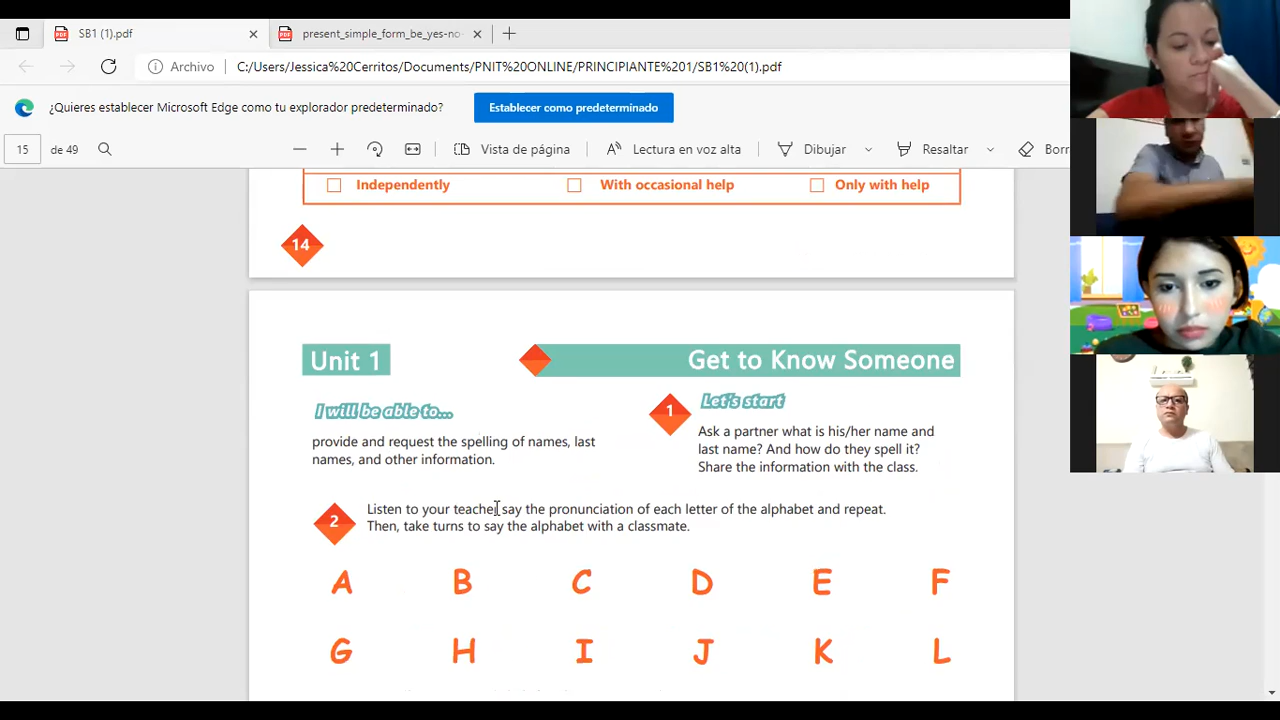 SB1 (1).pdf
present_simple_form_be_yes-no-
Archivo
C:/Users/Jessica%20Cerritos/Documents/PNIT%20ONLINE/PRINCIPIANTE%201/SB1%20(1).pdf
¿Quieres establecer Microsoft Edge como tu explorador predeterminado?
Establecer como predeterminado
15 de 49
Vista de página
Lectura en voz alta
Dibujar
Resaltar
Borr
Independently With occasional help Only with help
14
Unit 1
Get to Know Someone
I will be able to...
provide and request the spelling of names, last
names, and other information.
1
Let's start
Ask a partner what is his/her name and
last name? And how do they spell it?
Share the information with the class.
2
Listen to your teacher say the pronunciation of each letter of the alphabet and repeat.
Then, take turns to say the alphabet with a classmate.
A B C D E F
G H I J K L